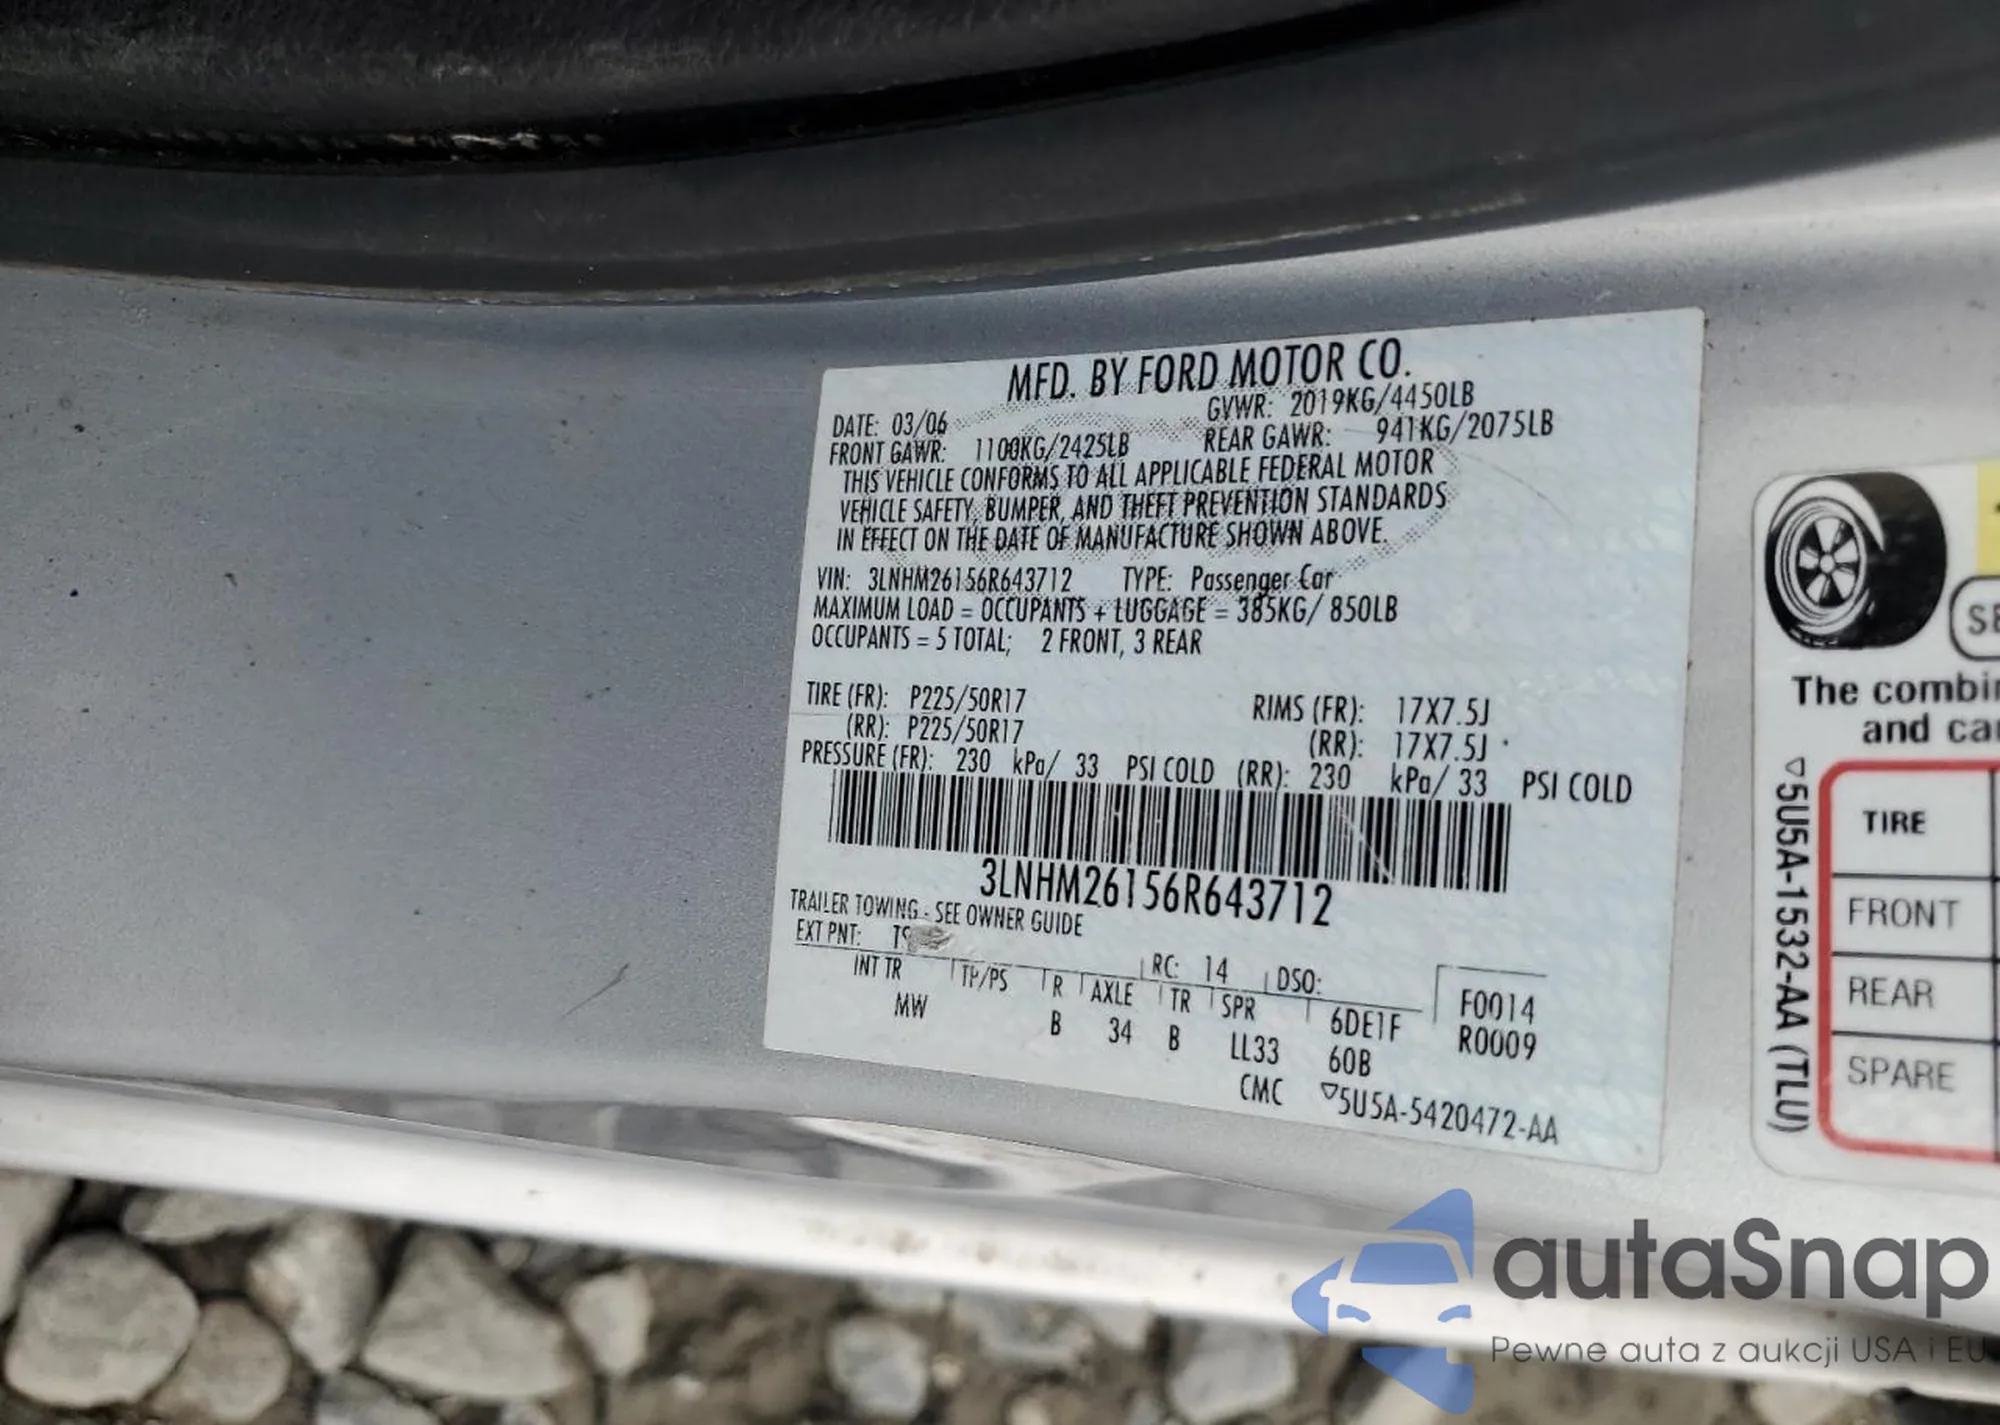 MFD. BY FORD MOTOR CO.
DATE: 03/06 GVWR: 2019KG/4450LB
FRONT GAWR: 1100KG/2425LB REAR GAWR: 941KG/2075LB
THIS VEHICLE CONFORMS TO ALL APPLICABLE FEDERAL MOTOR
VEHICLE SAFETY, BUMPER, AND THEFT PREVENTION STANDARDS
IN EFFECT ON THE DATE OF MANUFACTURE SHOWN ABOVE.
VIN: 3LNHM26156R643712 TYPE: Passenger Car
MAXIMUM LOAD = OCCUPANTS + LUGGAGE = 385KG/ 850LB
OCCUPANTS = 5 TOTAL; 2 FRONT, 3 REAR
TIRE (FR): P225/50R17 RIMS (FR): 17X7.5J
(RR): P225/50R17 (RR): 17X7.5J
PRESSURE (FR): 230 kPa/ 33 PSI COLD (RR): 230 kPa/ 33 PSI COLD
3LNHM26156R643712
TRAILER TOWING - SEE OWNER GUIDE
EXT PNT: RC: 14 DSO:
INT TR TP/PS R AXLE TR SPR 6DE1F F0014
MW B 34 B LL33 60B R0009
CMC 5U5A-5420472-AA
The combin
and car
5U5A-1532-AA (TLU)
TIRE
FRONT
REAR
SPARE
autaSnap
Pewne auta z aukcji USA i EU